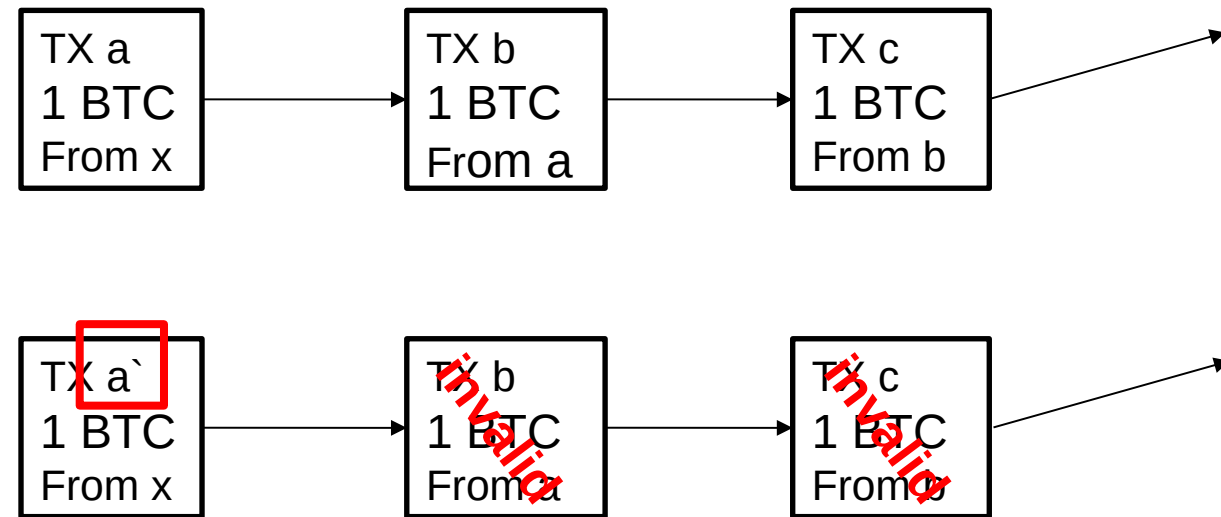 TX a
1 BTC
From x
TX b
1 BTC
From a
TX c
1 BTC
From b
TX a`
1 BTC
From x
TX b
1 BTC
From a
invalid
TX c
1 BTC
From b
invalid